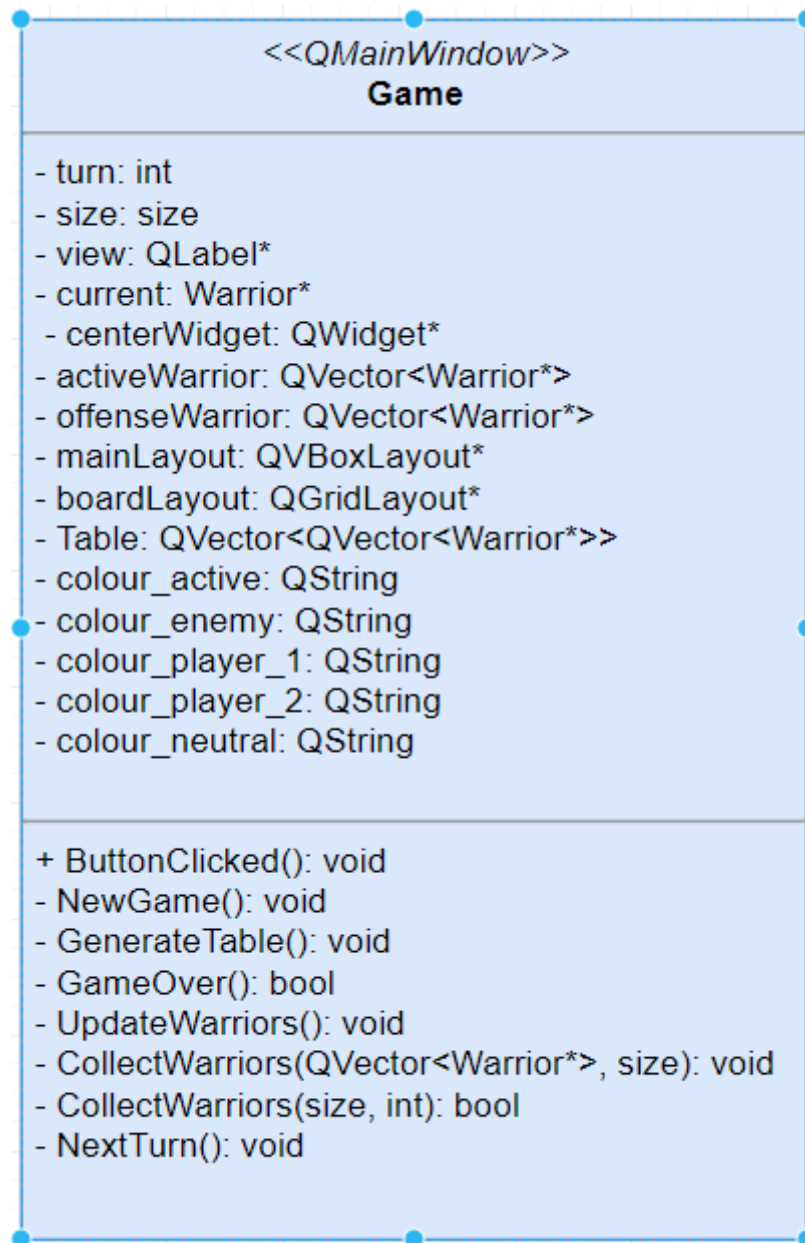 <<QMainWindow>>
Game
- turn: int
- size: size
- view: QLabel*
- current: Warrior*
- centerWidget: QWidget*
- activeWarrior: QVector<Warrior*>
- offenseWarrior: QVector<Warrior*>
- mainLayout: QVBoxLayout*
- boardLayout: QGridLayout*
- Table: QVector<QVector<Warrior*>>
- colour_active: QString
- colour_enemy: QString
- colour_player_1: QString
- colour_player_2: QString
- colour_neutral: QString
+ ButtonClicked(): void
- NewGame(): void
- GenerateTable(): void
- GameOver(): bool
- UpdateWarriors(): void
- CollectWarriors(QVector<Warrior*>, size): void
- CollectWarriors(size, int): bool
- NextTurn(): void